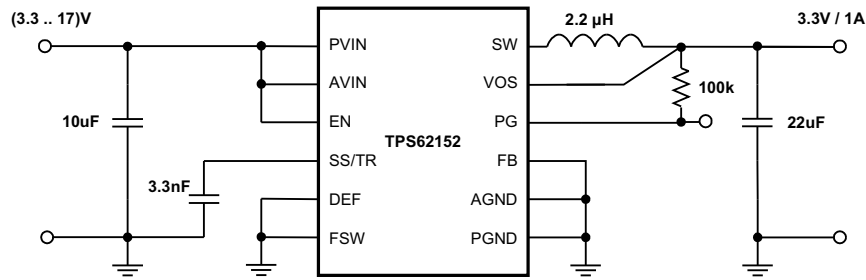 (3.3 .. 17)V
2.2 µH
3.3V / 1A
PVIN
SW
AVIN
VOS
100k
10uF
EN
PG
22uF
TPS62152
SS/TR
FB
3.3nF
DEF
AGND
FSW
PGND